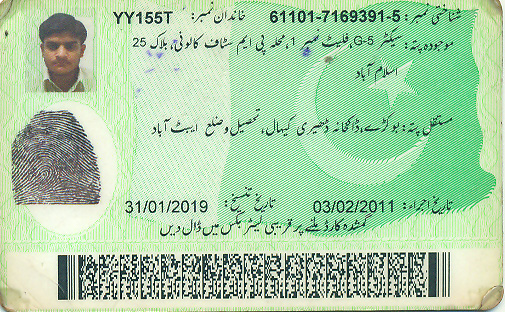 شناختی نمبر: 61101-7169391-5 خاندان نمبر: YY155T
موجودہ پتہ: سیکٹر G-5، فلیٹ نمبر 1، محلہ پی ایم سٹاف کالونی، بلاک 25
اسلام آباد
مستقل پتہ: بوکڑے، ڈاکخانہ ڈھیری کیہال، تحصیل وضلع ایبٹ آباد
تاریخ اجراء: 03/02/2011 تاریخ تنسیخ: 31/01/2019
گمشدہ کارڈ ملنے پر قریبی لیٹر بکس میں ڈال دیں